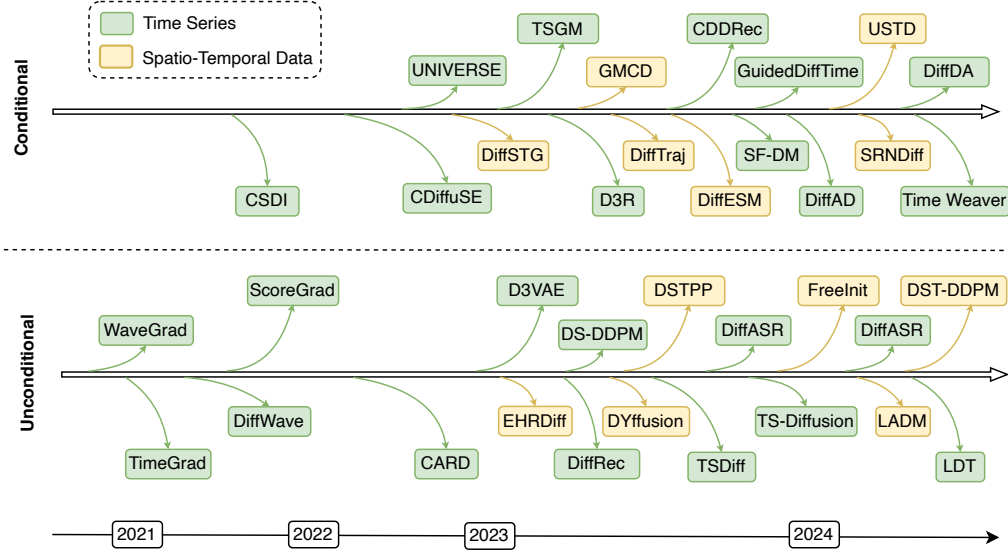 Time Series
Spatio-Temporal Data
TSGM
CDDRec
USTD
UNIVERSE
GMCD
GuidedDiffTime
DiffDA
Conditional
DiffSTG
DiffTraj
SF-DM
SRNDiff
CSDI
CDiffuSE
D3R
DiffESM
DiffAD
Time Weaver
ScoreGrad
D3VAE
DSTPP
FreeInit
DST-DDPM
WaveGrad
DS-DDPM
DiffASR
DiffASR
Unconditional
DiffWave
EHRDiff
DYffusion
TS-Diffusion
LADM
TimeGrad
CARD
DiffRec
TSDiff
LDT
2021
2022
2023
2024